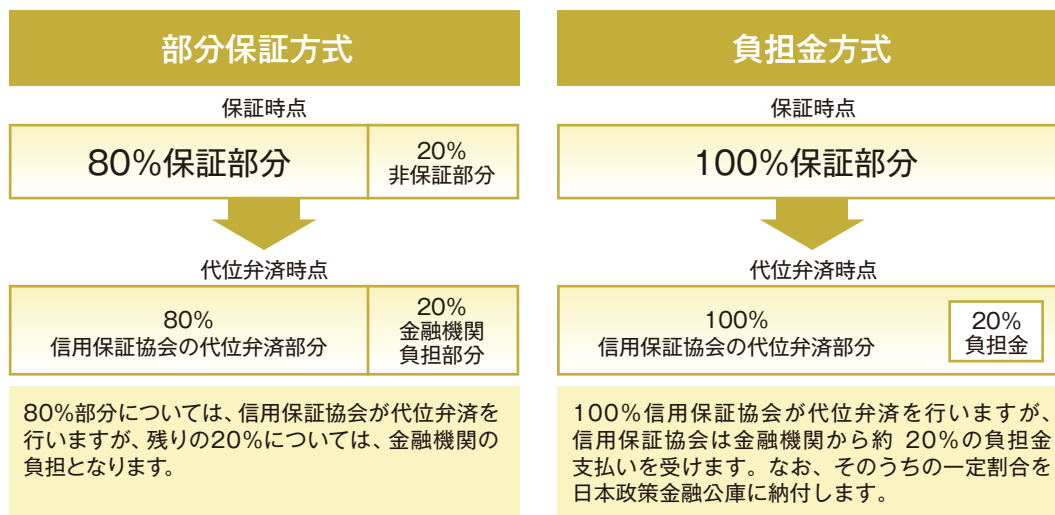 部分保証方式
保証時点
80%保証部分
20%
非保証部分
代位弁済時点
80%
信用保証協会の代位弁済部分
20%
金融機関
負担部分
80%部分については、信用保証協会が代位弁済を
行いますが、残りの20%については、金融機関の
負担となります。
負担金方式
保証時点
100%保証部分
代位弁済時点
100%
信用保証協会の代位弁済部分
20%
負担金
100%信用保証協会が代位弁済を行いますが、
信用保証協会は金融機関から約 20%の負担金
支払いを受けます。なお、そのうちの一定割合を
日本政策金融公庫に納付します。